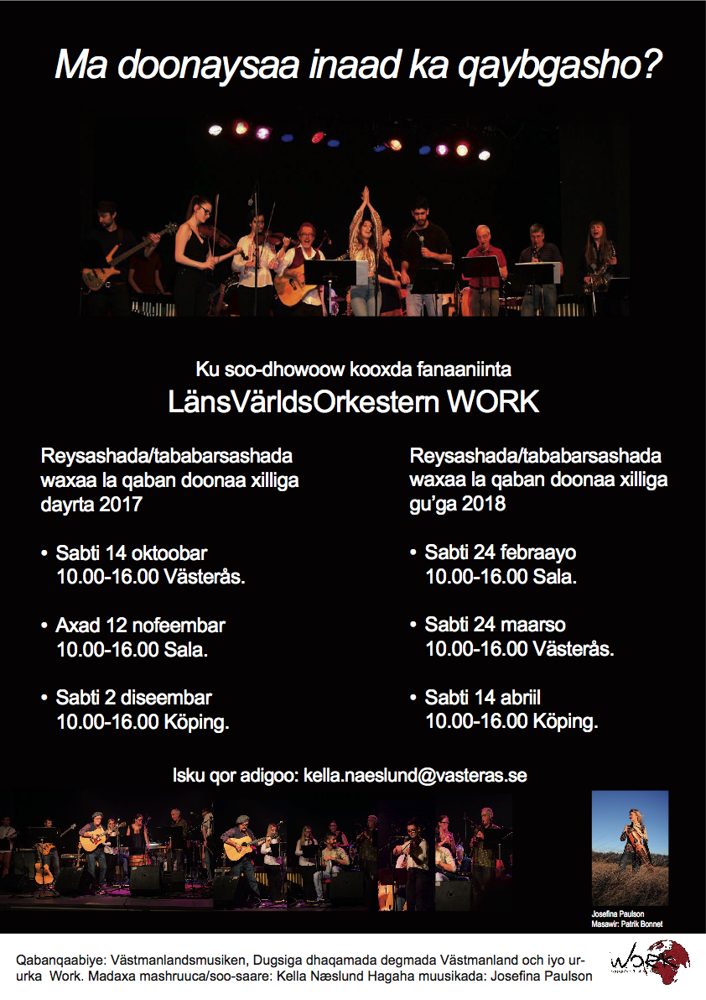 Ma doonaysaa inaad ka qaybgasho?
Ku soo-dhowoow kooxda fanaaniinta
LänsVärldsOrkestern WORK
Reysashada/tababarsashada
waxaa la qaban doonaa xilliga
dayrta 2017
• Sabti 14 oktoobar
10.00-16.00 Västerås.
• Axad 12 nofeembar
10.00-16.00 Sala.
• Sabti 2 diseembar
10.00-16.00 Köping.
Reysashada/tababarsashada
waxaa la qaban doonaa xilliga
gu’ga 2018
• Sabti 24 febraayo
10.00-16.00 Sala.
• Sabti 24 maarso
10.00-16.00 Västerås.
• Sabti 14 abriil
10.00-16.00 Köping.
Isku qor adigoo: kella.naeslund@vasteras.se
Josefina Paulson
Masawir: Patrik Bonnet
Qabanqaabiye: Västmanlandsmusiken, Dugsiga dhaqamada degmada Västmanland och iyo ur-
urka Work. Madaxa mashruuca/soo-saare: Kella Næslund Hagaha muusikada: Josefina Paulson
WORK